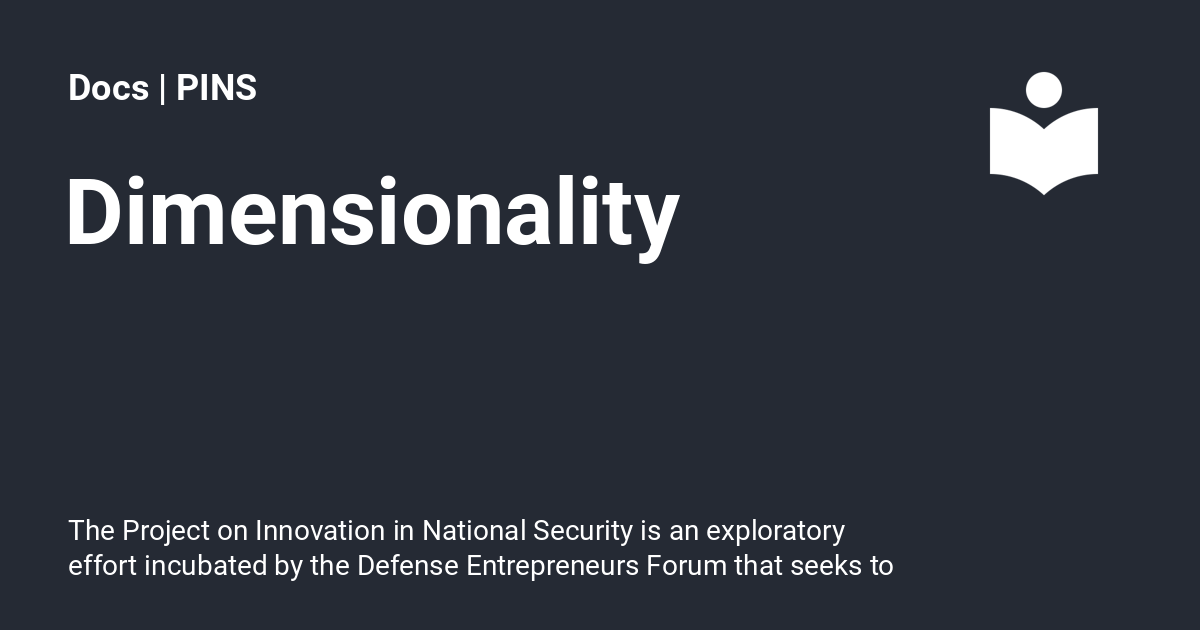 Docs | PINS
Dimensionality
The Project on Innovation in National Security is an exploratory
effort incubated by the Defense Entrepreneurs Forum that seeks to